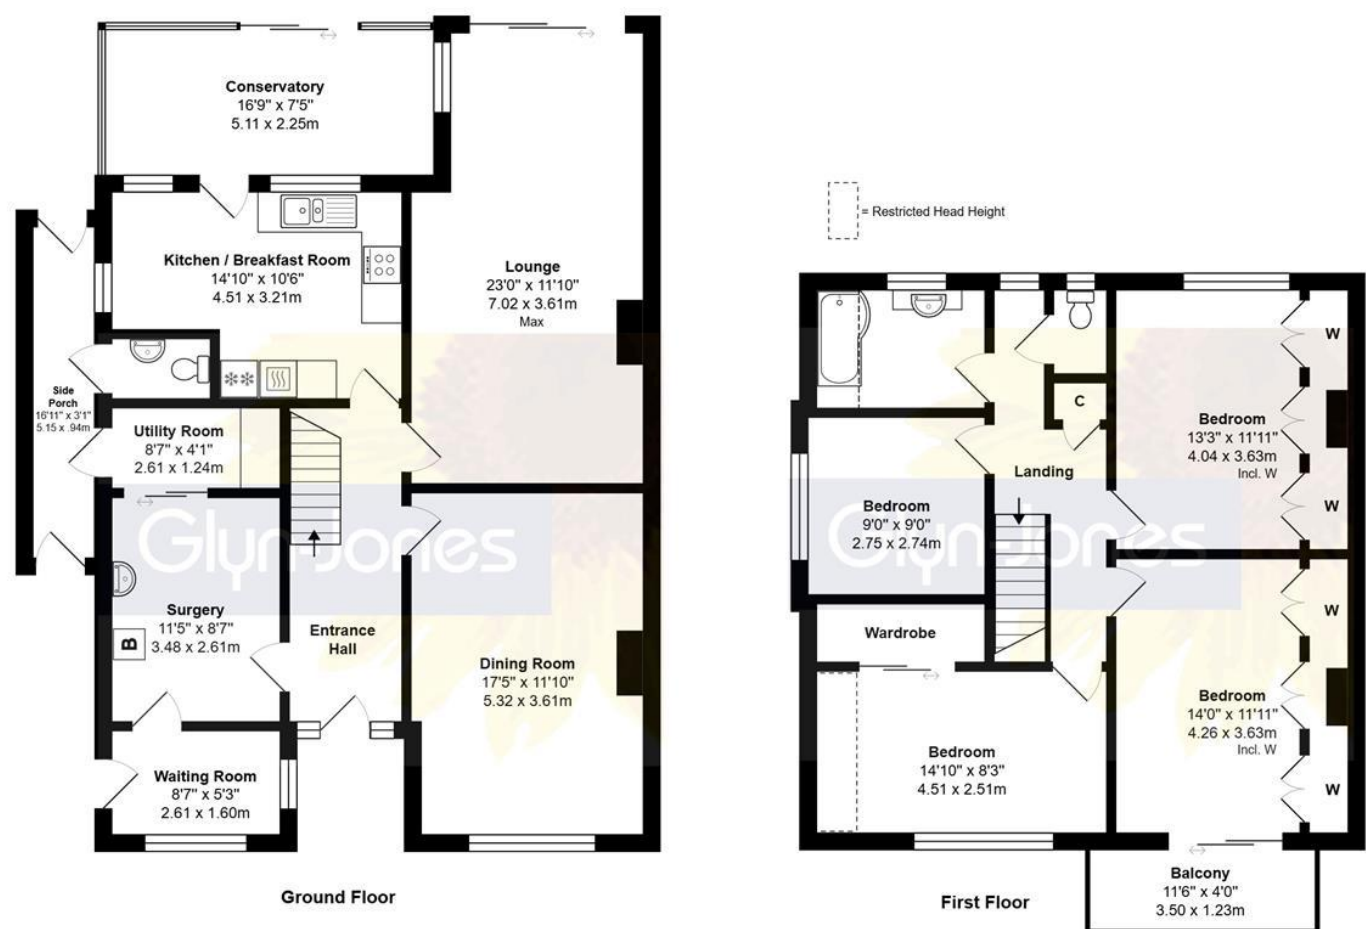 Conservatory
16'9" x 7'5"
5.11 x 2.25m
Kitchen / Breakfast Room
14'10" x 10'6"
4.51 x 3.21m
Lounge
23'0" x 11'10"
7.02 x 3.61m
Max
Side
Porch
16'11" x 3'1"
5.15 x .94m
Utility Room
8'7" x 4'1"
2.61 x 1.24m
Glyn-Jones
Surgery
11'5" x 8'7"
3.48 x 2.61m
B
Entrance
Hall
Dining Room
17'5" x 11'10"
5.32 x 3.61m
Waiting Room
8'7" x 5'3"
2.61 x 1.60m
Ground Floor
= Restricted Head Height
W
C
Bedroom
13'3" x 11'11"
4.04 x 3.63m
Incl. W
Landing
W
Bedroom
9'0" x 9'0"
2.75 x 2.74m
Glyn-Jones
W
Wardrobe
Bedroom
14'0" x 11'11"
4.26 x 3.63m
Incl. W
Bedroom
14'10" x 8'3"
4.51 x 2.51m
W
Balcony
11'6" x 4'0"
3.50 x 1.23m
First Floor